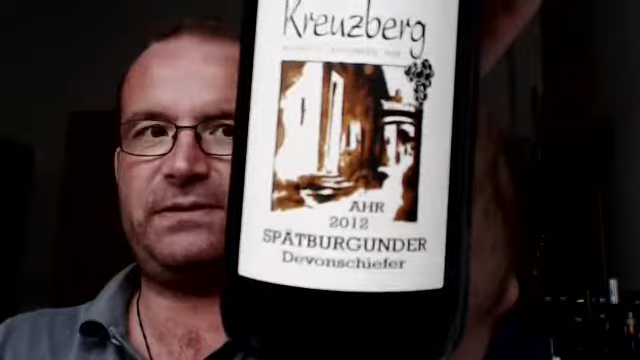 Kreuzberg
AHR
2012
SPÄTBURGUNDER
Devonschiefer